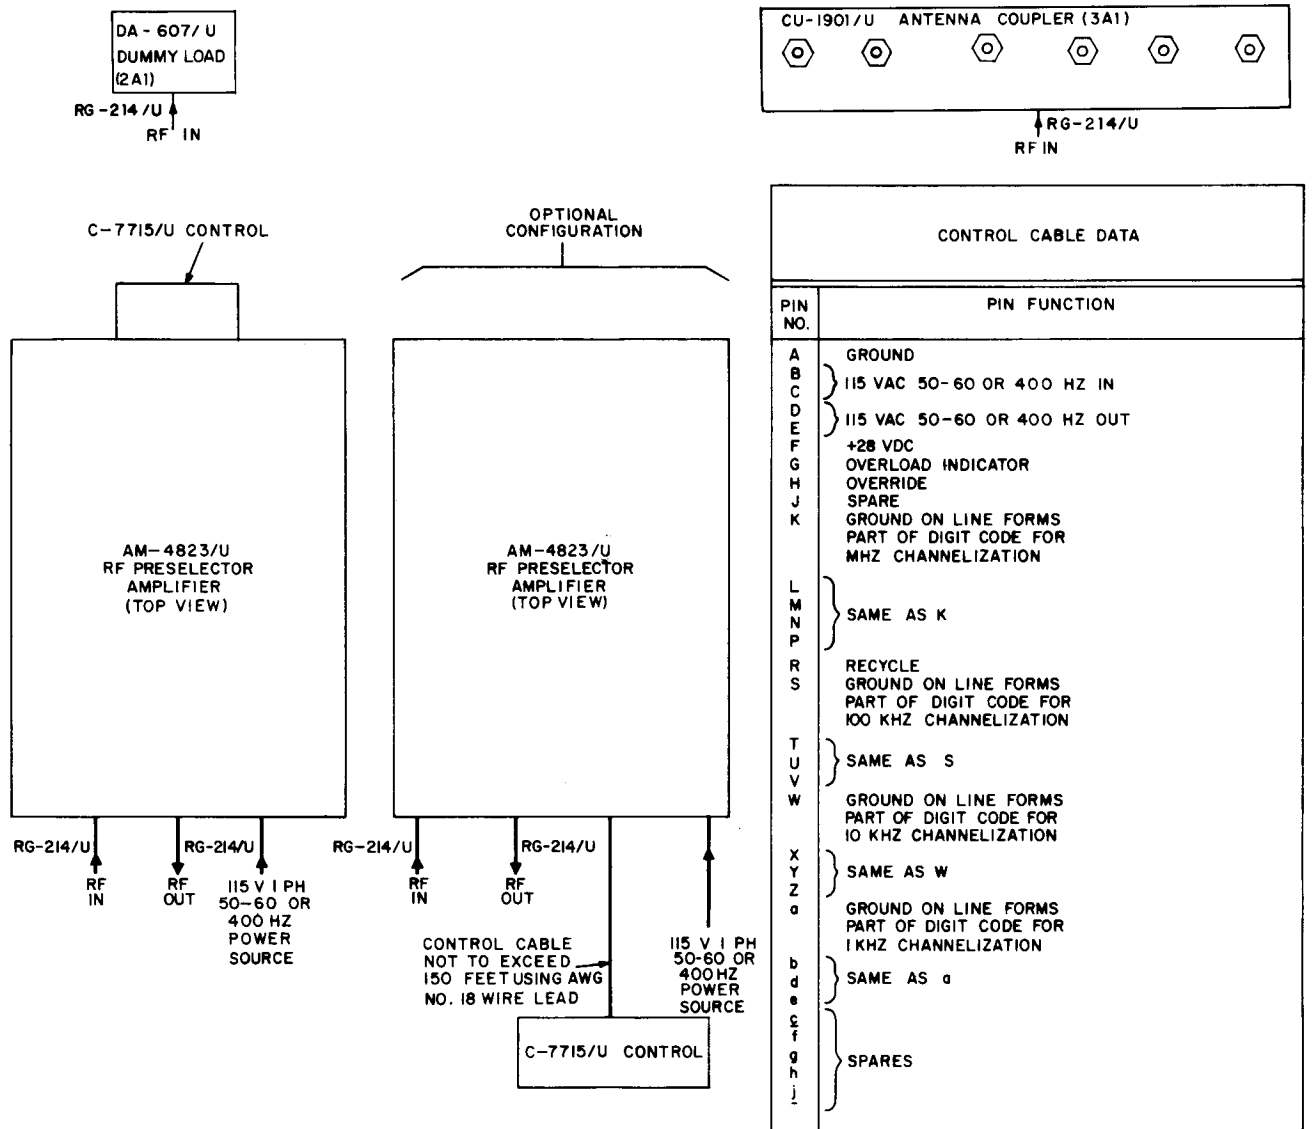 DA-607/U
DUMMY LOAD
(2A1)
RG-214/U
RF IN
CU-1901/U ANTENNA COUPLER (3A1)
RG-214/U
RF IN
C-7715/U CONTROL
AM-4823/U
RF PRESELECTOR
AMPLIFIER
(TOP VIEW)
RG-214/U
RF
IN
RF
OUT
RG-214/U
115 V 1 PH
50-60 OR
400 HZ
POWER
SOURCE
OPTIONAL
CONFIGURATION
AM-4823/U
RF PRESELECTOR
AMPLIFIER
(TOP VIEW)
RG-214/U
RF
IN
RF
OUT
RG-214/U
CONTROL CABLE
NOT TO EXCEED
150 FEET USING AWG
NO. 18 WIRE LEAD
115 V 1 PH
50-60 OR
400 HZ
POWER
SOURCE
C-7715/U CONTROL
CONTROL CABLE DATA
PIN
NO.
PIN FUNCTION
A GROUND
B
C
115 VAC 50-60 OR 400 HZ IN
D
E
115 VAC 50-60 OR 400 HZ OUT
F +28 VDC
G OVERLOAD INDICATOR
H OVERRIDE
J SPARE
K GROUND ON LINE FORMS
PART OF DIGIT CODE FOR
MHZ CHANNELIZATION
L
M
N
P
SAME AS K
R RECYCLE
S GROUND ON LINE FORMS
PART OF DIGIT CODE FOR
100 KHZ CHANNELIZATION
T
U
V
SAME AS S
W GROUND ON LINE FORMS
PART OF DIGIT CODE FOR
10 KHZ CHANNELIZATION
X
Y
Z
SAME AS W
a GROUND ON LINE FORMS
PART OF DIGIT CODE FOR
1 KHZ CHANNELIZATION
b
d
e
SAME AS a
c
f
g
h
j
SPARES